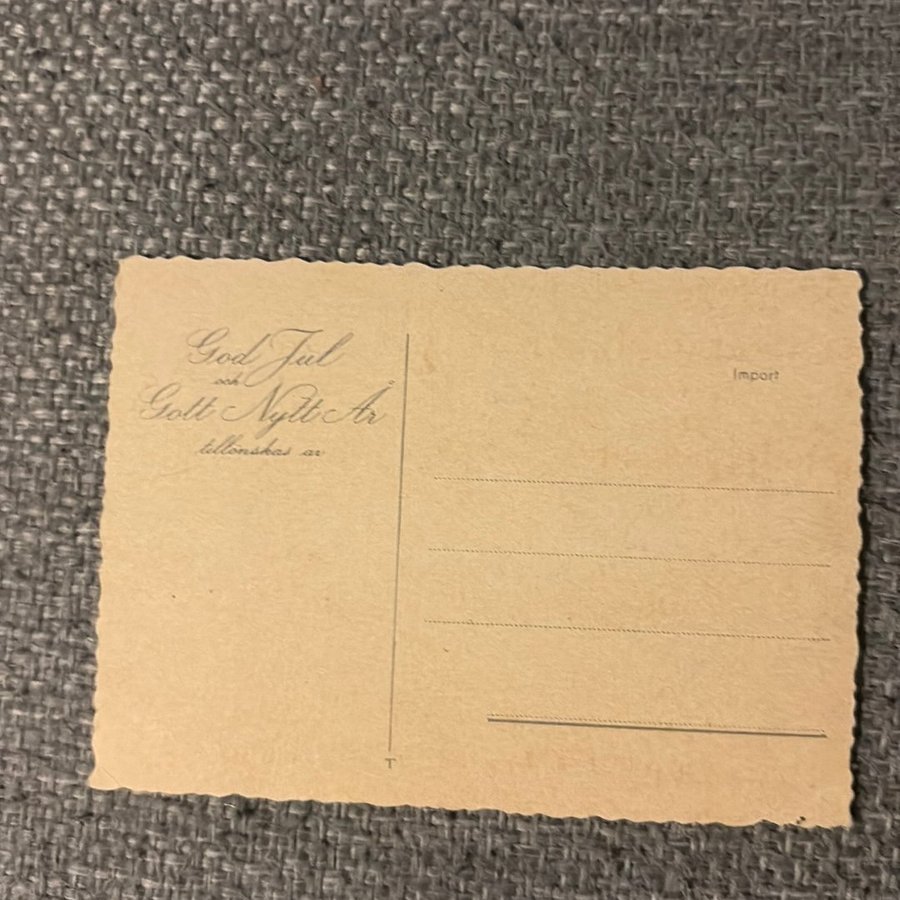 God Jul
och
Gott Nytt År
tillönskas av
Import
T